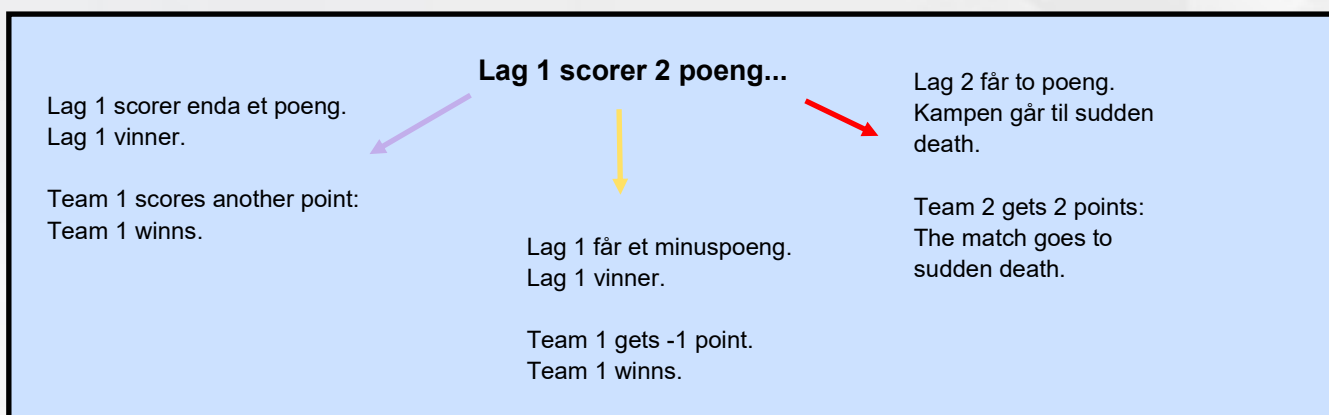 Lag 1 scorer 2 poeng...
Lag 1 scorer enda et poeng.
Lag 1 vinner.
Team 1 scores another point:
Team 1 wins.
Lag 1 får et minuspoeng.
Lag 1 vinner.
Team 1 gets -1 point.
Team 1 wins.
Lag 2 får to poeng.
Kampen går til sudden
death.
Team 2 gets 2 points:
The match goes to
sudden death.